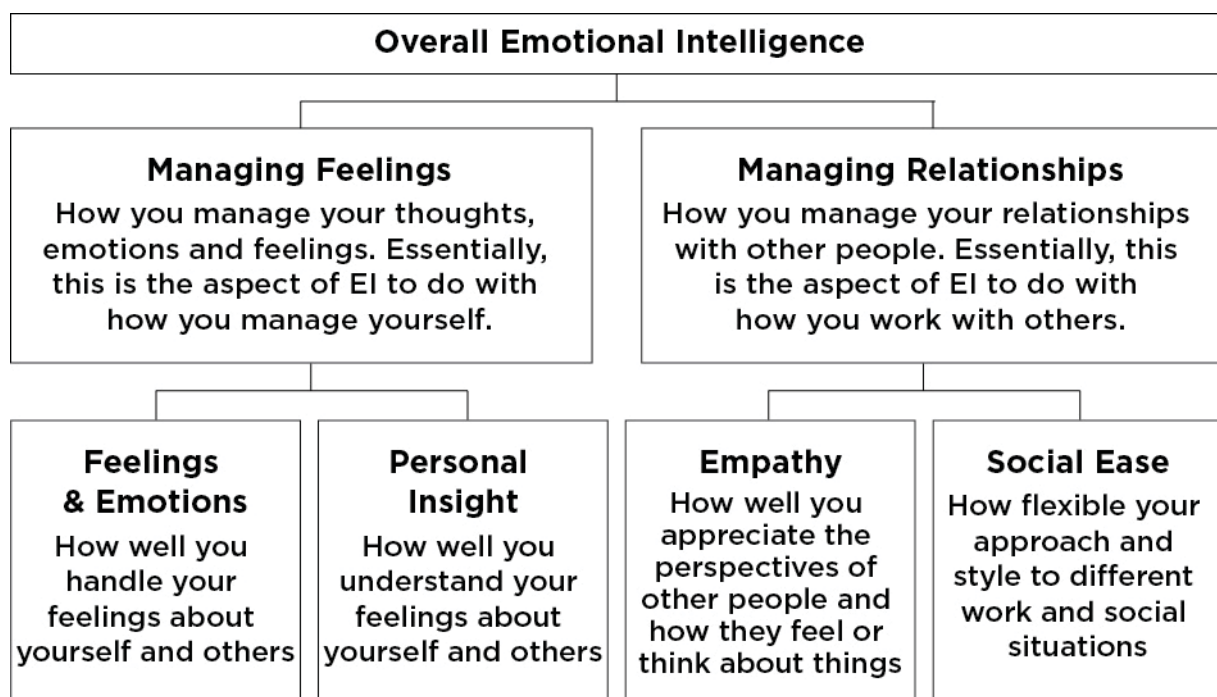 Overall Emotional Intelligence
Managing Feelings
How you manage your thoughts,
emotions and feelings. Essentially,
this is the aspect of EI to do with
how you manage yourself.
Managing Relationships
How you manage your relationships
with other people. Essentially, this
is the aspect of EI to do with
how you work with others.
Feelings
& Emotions
How well you
handle your
feelings about
yourself and others
Personal
Insight
How well you
understand your
feelings about
yourself and others
Empathy
How well you
appreciate the
perspectives of
other people and
how they feel or
think about things
Social Ease
How flexible your
approach and
style to different
work and social
situations